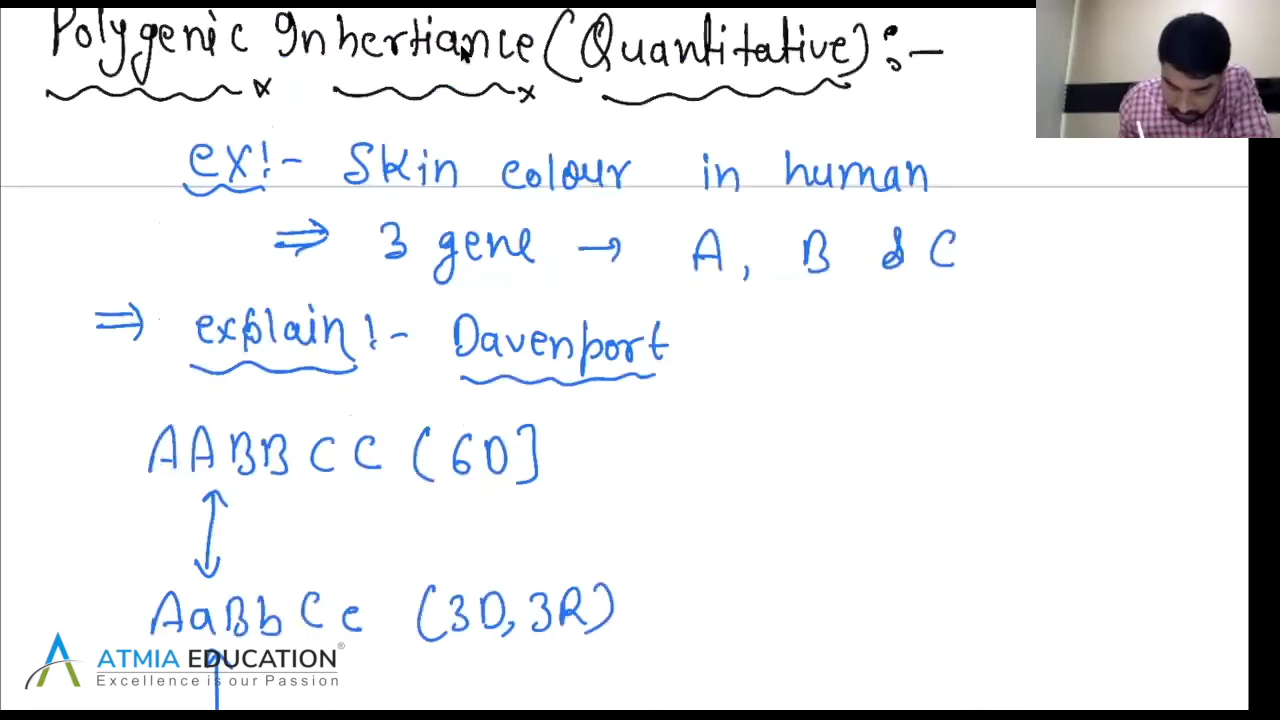 Polygenic Inhertiance (Quantitative) :-
ex!- Skin colour in human
⇒ 3 gene → A, B & C
⇒ explain!- Davenport
AABBCC (6D]
AaBbCc (3D, 3R)
ATMIA EDUCATION®
Excellence is our Passion